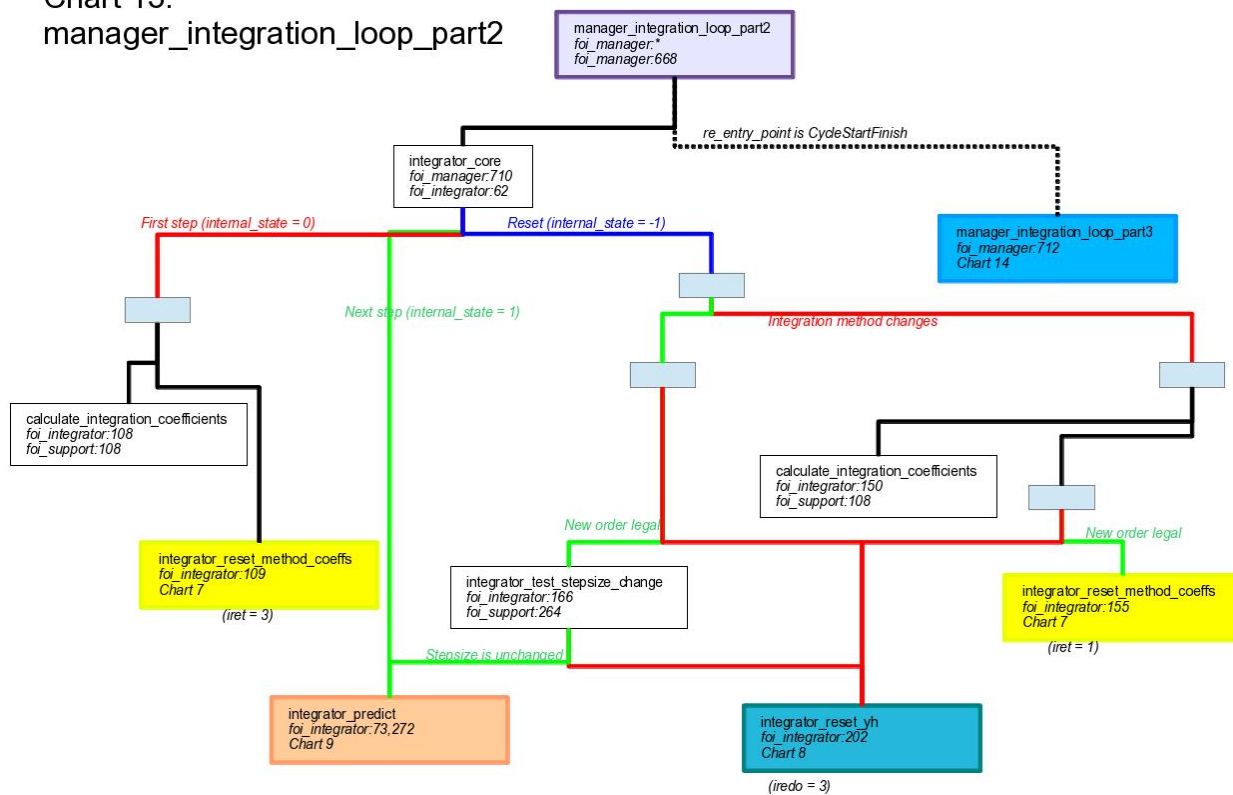 Chart 13:
manager_integration_loop_part2
manager_integration_loop_part2
foi_manager:*
foi_manager:668
re_entry_point is CycleStartFinish
integrator_core
foi_manager:710
foi_integrator:62
First step (internal_state = 0)
Reset (internal_state = -1)
manager_integration_loop_part3
foi_manager:712
Chart 14
Next step (internal_state = 1)
Integration method changes
calculate_integration_coefficients
foi_integrator:108
foi_support:108
calculate_integration_coefficients
foi_integrator:150
foi_support:108
New order legal
New order legal
integrator_reset_method_coeffs
foi_integrator:109
Chart 7
(iret = 3)
integrator_test_stepsize_change
foi_integrator:166
foi_support:264
integrator_reset_method_coeffs
foi_integrator:155
Chart 7
(iret = 1)
Stepsize is unchanged
integrator_predict
foi_integrator:73,272
Chart 9
integrator_reset_yh
foi_integrator:202
Chart 8
(iredo = 3)